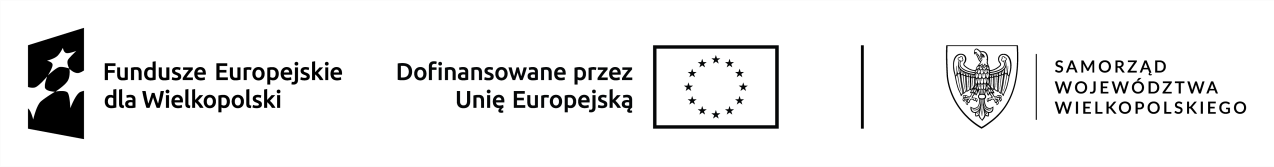 Fundusze Europejskie
dla Wielkopolski
Dofinansowane przez
Unię Europejską
SAMORZĄD
WOJEWÓDZTWA
WIELKOPOLSKIEGO